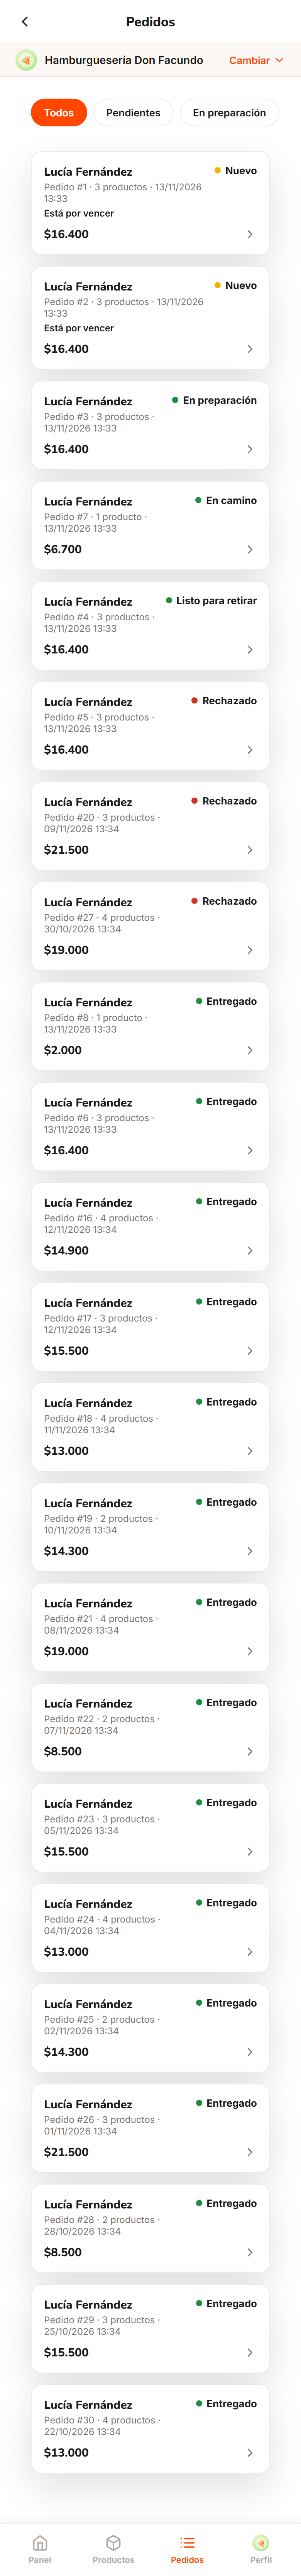 Pedidos
Hamburguesería Don Facundo
Cambiar
Todos
Pendientes
En preparación
Lucía Fernández
Nuevo
Pedido #1 · 3 productos · 13/11/2026
13:33
Está por vencer
$16.400
Lucía Fernández
Nuevo
Pedido #2 · 3 productos · 13/11/2026
13:33
Está por vencer
$16.400
Lucía Fernández
En preparación
Pedido #3 · 3 productos ·
13/11/2026 13:33
$16.400
Lucía Fernández
En camino
Pedido #7 · 1 producto ·
13/11/2026 13:33
$6.700
Lucía Fernández
Listo para retirar
Pedido #4 · 3 productos ·
13/11/2026 13:33
$16.400
Lucía Fernández
Rechazado
Pedido #5 · 3 productos ·
13/11/2026 13:33
$16.400
Lucía Fernández
Rechazado
Pedido #20 · 3 productos ·
09/11/2026 13:34
$21.500
Lucía Fernández
Rechazado
Pedido #27 · 4 productos ·
30/10/2026 13:34
$19.000
Lucía Fernández
Entregado
Pedido #8 · 1 producto ·
13/11/2026 13:33
$2.000
Lucía Fernández
Entregado
Pedido #6 · 3 productos ·
13/11/2026 13:33
$16.400
Lucía Fernández
Entregado
Pedido #16 · 4 productos ·
12/11/2026 13:34
$14.900
Lucía Fernández
Entregado
Pedido #17 · 3 productos ·
12/11/2026 13:34
$15.500
Lucía Fernández
Entregado
Pedido #18 · 4 productos ·
11/11/2026 13:34
$13.000
Lucía Fernández
Entregado
Pedido #19 · 2 productos ·
10/11/2026 13:34
$14.300
Lucía Fernández
Entregado
Pedido #21 · 4 productos ·
08/11/2026 13:34
$19.000
Lucía Fernández
Entregado
Pedido #22 · 2 productos ·
07/11/2026 13:34
$8.500
Lucía Fernández
Entregado
Pedido #23 · 3 productos ·
05/11/2026 13:34
$15.500
Lucía Fernández
Entregado
Pedido #24 · 4 productos ·
04/11/2026 13:34
$13.000
Lucía Fernández
Entregado
Pedido #25 · 2 productos ·
02/11/2026 13:34
$14.300
Lucía Fernández
Entregado
Pedido #26 · 3 productos ·
01/11/2026 13:34
$21.500
Lucía Fernández
Entregado
Pedido #28 · 2 productos ·
28/10/2026 13:34
$8.500
Lucía Fernández
Entregado
Pedido #29 · 3 productos ·
25/10/2026 13:34
$15.500
Lucía Fernández
Entregado
Pedido #30 · 4 productos ·
22/10/2026 13:34
$13.000
Panel
Productos
Pedidos
Perfil